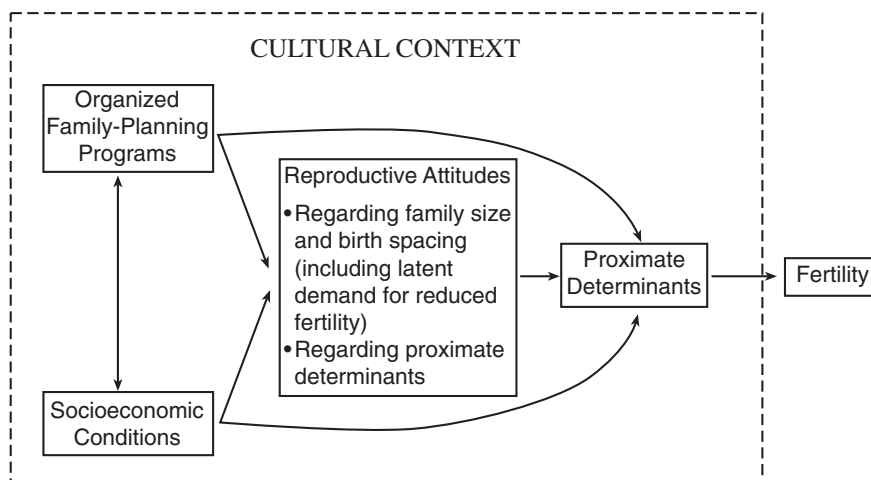 CULTURAL CONTEXT
Organized
Family-Planning
Programs
Reproductive Attitudes
•Regarding family size
and birth spacing
(including latent
demand for reduced
fertility)
•Regarding proximate
determinants
Proximate
Determinants
Fertility
Socioeconomic
Conditions